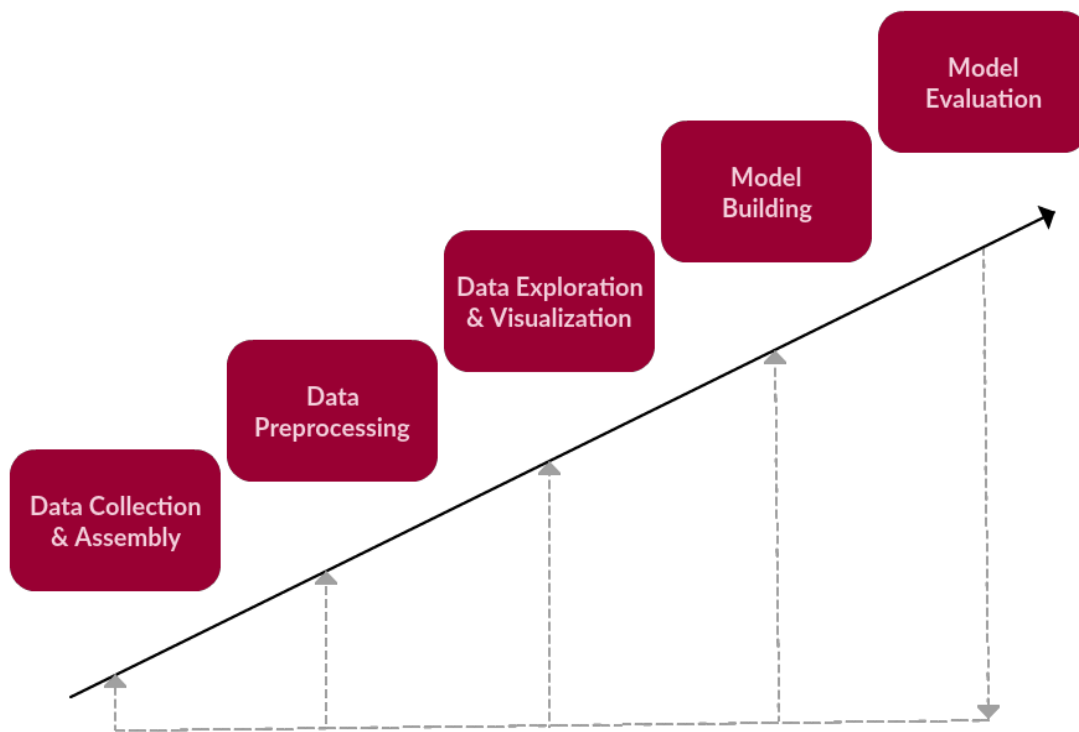 Model
Evaluation
Model
Building
Data Exploration
& Visualization
Data
Preprocessing
Data Collection
& Assembly